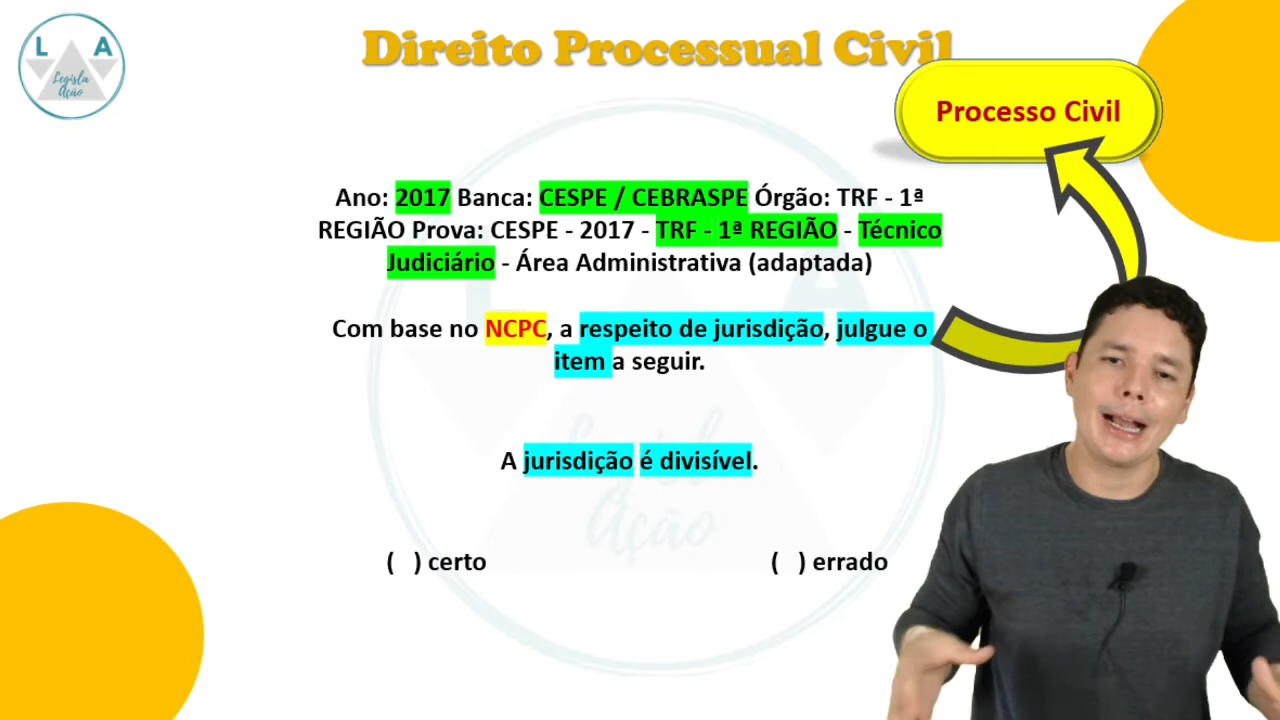 L A
Legisla
Ação
Direito Processual Civil
Processo Civil
Ano: 2017 Banca: CESPE / CEBRASPE Órgão: TRF - 1ª
REGIÃO Prova: CESPE - 2017 - TRF - 1ª REGIÃO - Técnico
Judiciário - Área Administrativa (adaptada)
Com base no NCPC, a respeito de jurisdição, julgue o
item a seguir.
A jurisdição é divisível.
( ) certo ( ) errado
L A
Legisla
Ação